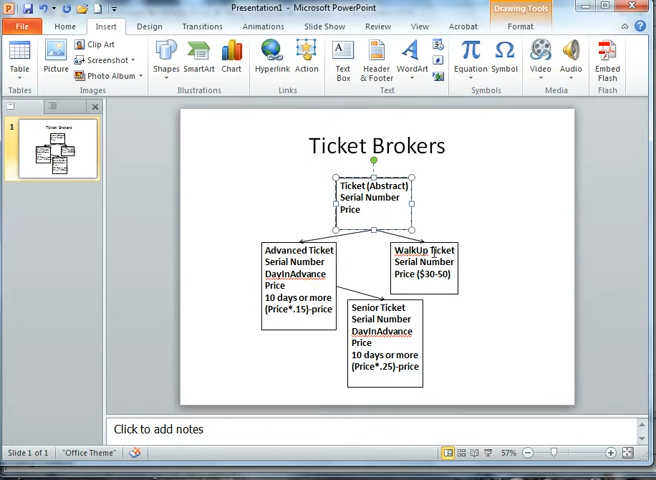 Presentation1 - Microsoft PowerPoint
Drawing Tools
File
Home
Insert
Design
Transitions
Animations
Slide Show
Review
View
Acrobat
Format
Table
Tables
Picture
Clip Art
Screenshot
Photo Album
Images
Shapes
SmartArt
Chart
Illustrations
Hyperlink
Action
Links
Text
Box
Header
& Footer
WordArt
Text
Equation
Symbol
Symbols
Video
Audio
Media
Embed
Flash
Flash
1
Ticket Brokers
Ticket Brokers
Ticket (Abstract)
Serial Number
Price
Advanced Ticket
Serial Number
DayInAdvance
Price
10 days or more
(Price*.15)-price
WalkUp Ticket
Serial Number
Price ($30-50)
Senior Ticket
Serial Number
DayInAdvance
Price
10 days or more
(Price*.25)-price
Click to add notes
Slide 1 of 1
"Office Theme"
57%